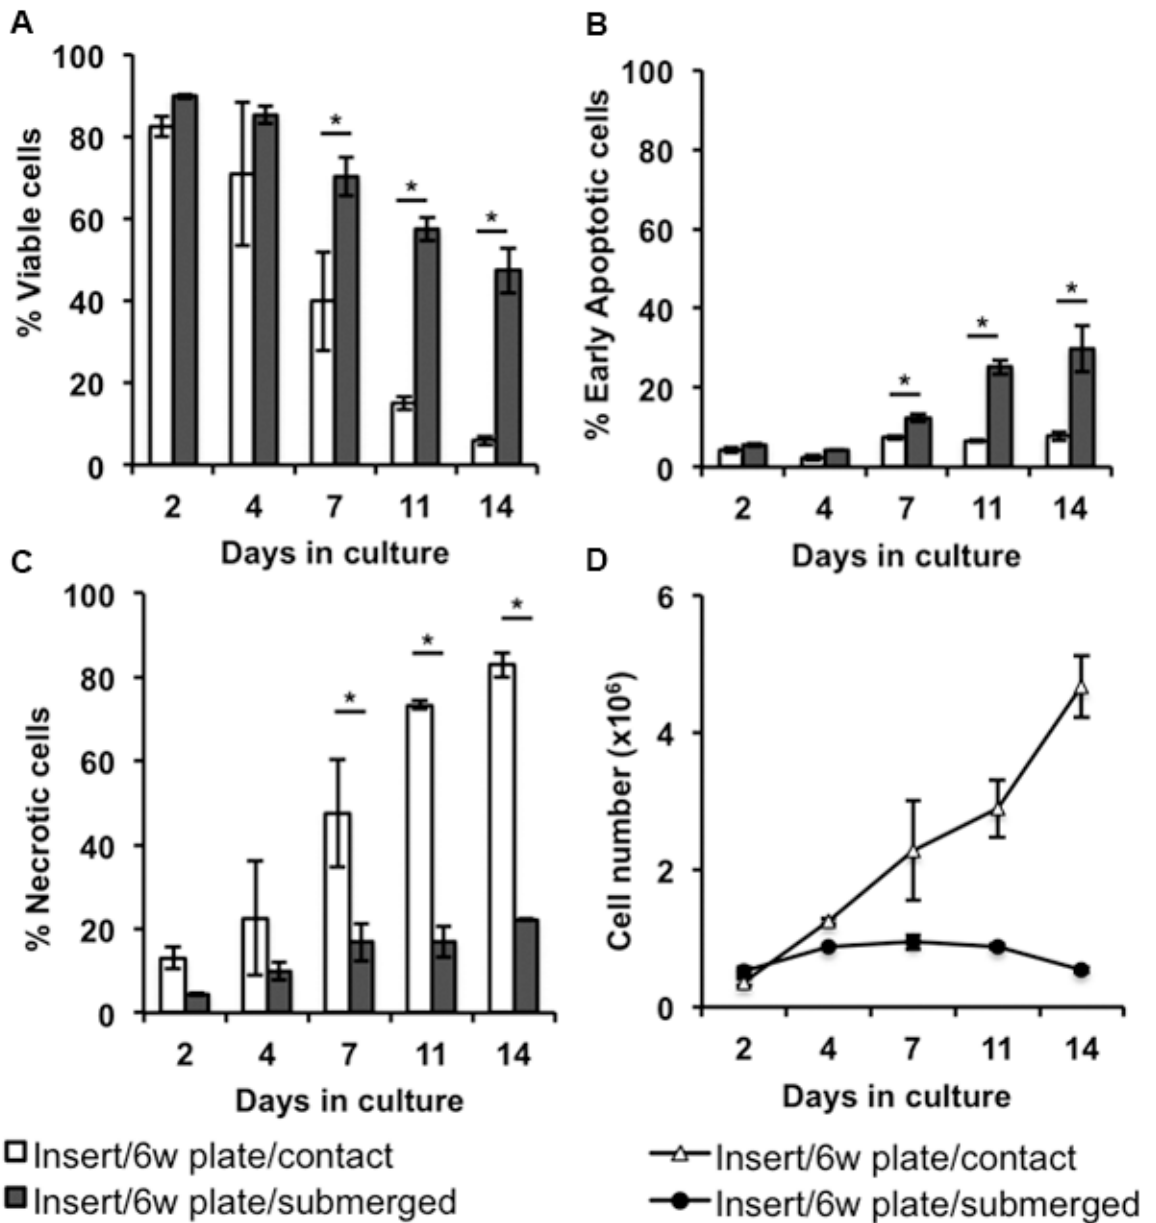 A
% Viable cells
100
80
60
40
20
0
*
*
*
2 4 7 11 14
Days in culture
B
% Early Apoptotic cells
100
80
60
40
20
0
*
*
*
2 4 7 11 14
Days in culture
C
% Necrotic cells
100
80
60
40
20
0
*
*
*
2 4 7 11 14
Days in culture
D
Cell number (x10⁶)
6
4
2
0
2 4 7 11 14
Days in culture
Insert/6w plate/contact
Insert/6w plate/submerged
Insert/6w plate/contact
Insert/6w plate/submerged